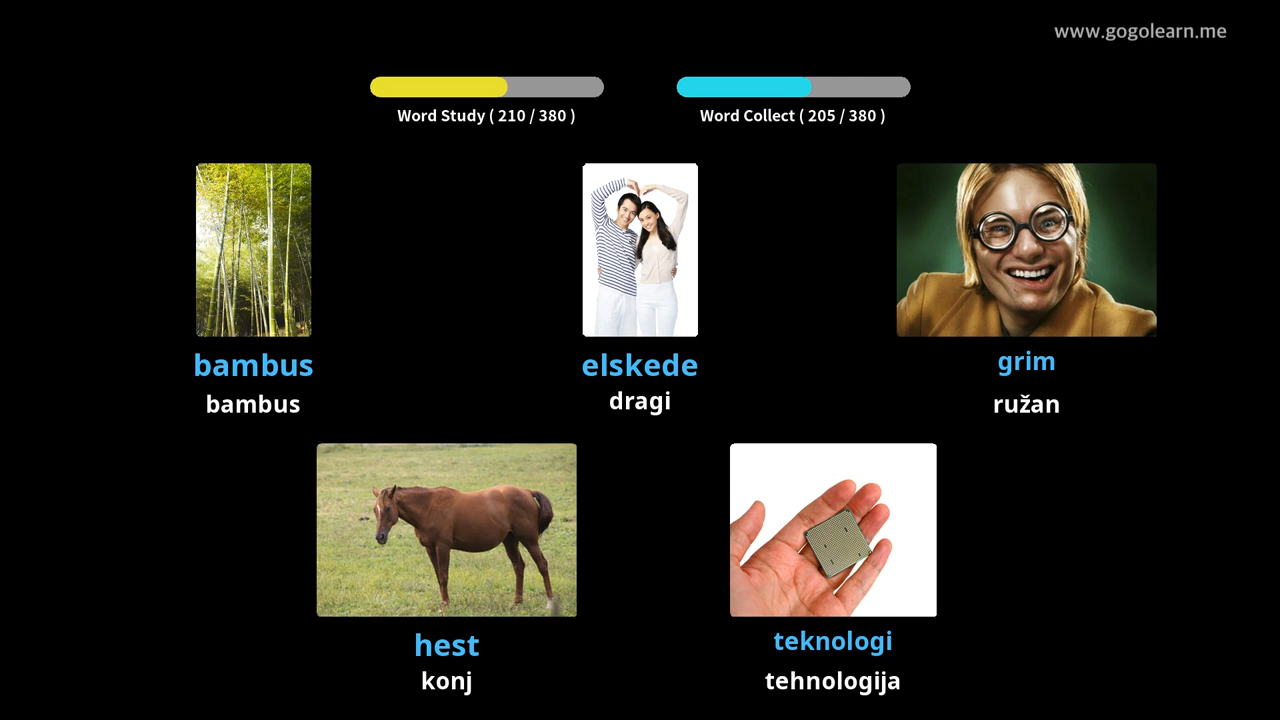 www.gogolearn.me
Word Study ( 210 / 380 )
Word Collect ( 205 / 380 )
bambus
bambus
elskede
dragi
grim
ružan
hest
konj
teknologi
tehnologija